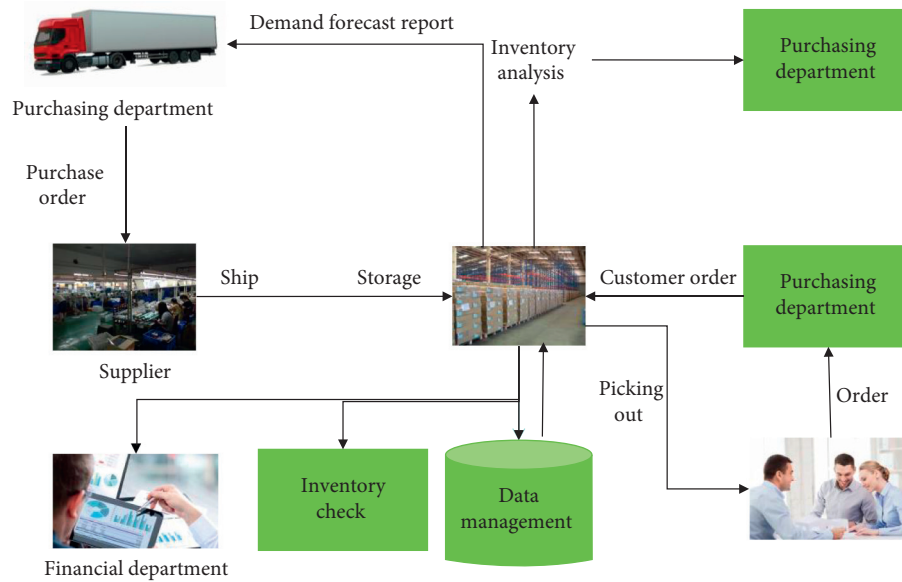 Demand forecast report
Inventory
analysis
Purchasing
department
Purchasing department
Purchase
order
Ship
Storage
Customer order
Purchasing
department
Supplier
Picking
out
Order
Inventory
check
Data
management
Financial department